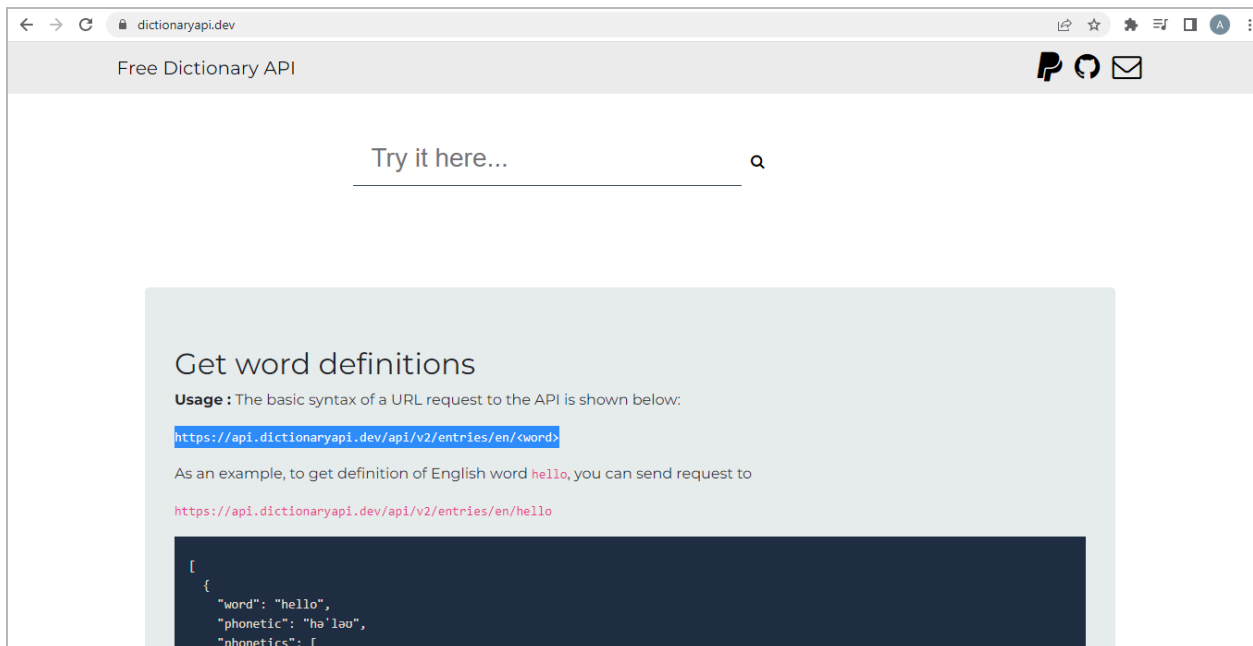 dictionaryapi.dev
A
Free Dictionary API
Try it here...
Get word definitions
Usage : The basic syntax of a URL request to the API is shown below:
https://api.dictionaryapi.dev/api/v2/entries/en/<word>
As an example, to get definition of English word hello, you can send request to
https://api.dictionaryapi.dev/api/v2/entries/en/hello
[
{
"word": "hello",
"phonetic": "həˈləʊ",
"phonetics": [